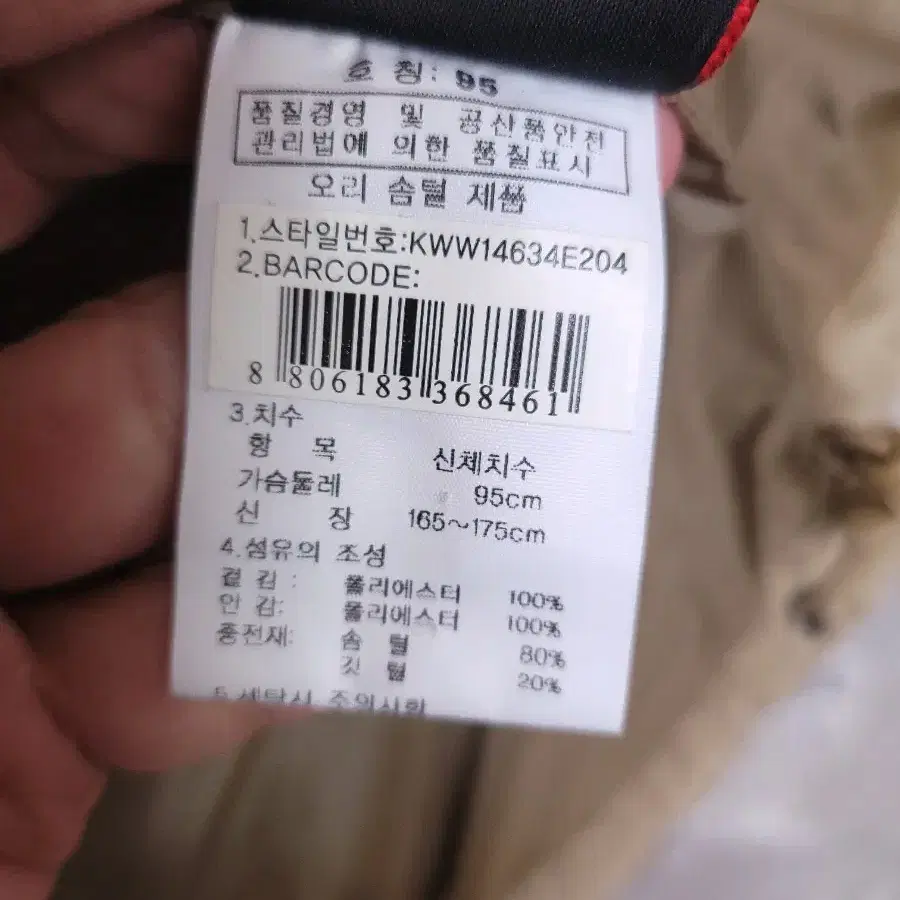 호 칭: 95
품질경영 및 공산품안전
관리법에 의한 품질표시
오리 솜털 제품
1.스타일번호:KWW14634E204
2.BARCODE:
8 806183 368461
3.치수
항 목 신체치수
가슴둘레 95cm
신 장 165~175cm
4.섬유의 조성
겉 감 : 폴리에스터 100%
안 감: 폴리에스터 100%
충전재: 솜 털 80%
깃 털 20%
5.세탁시 주의사항